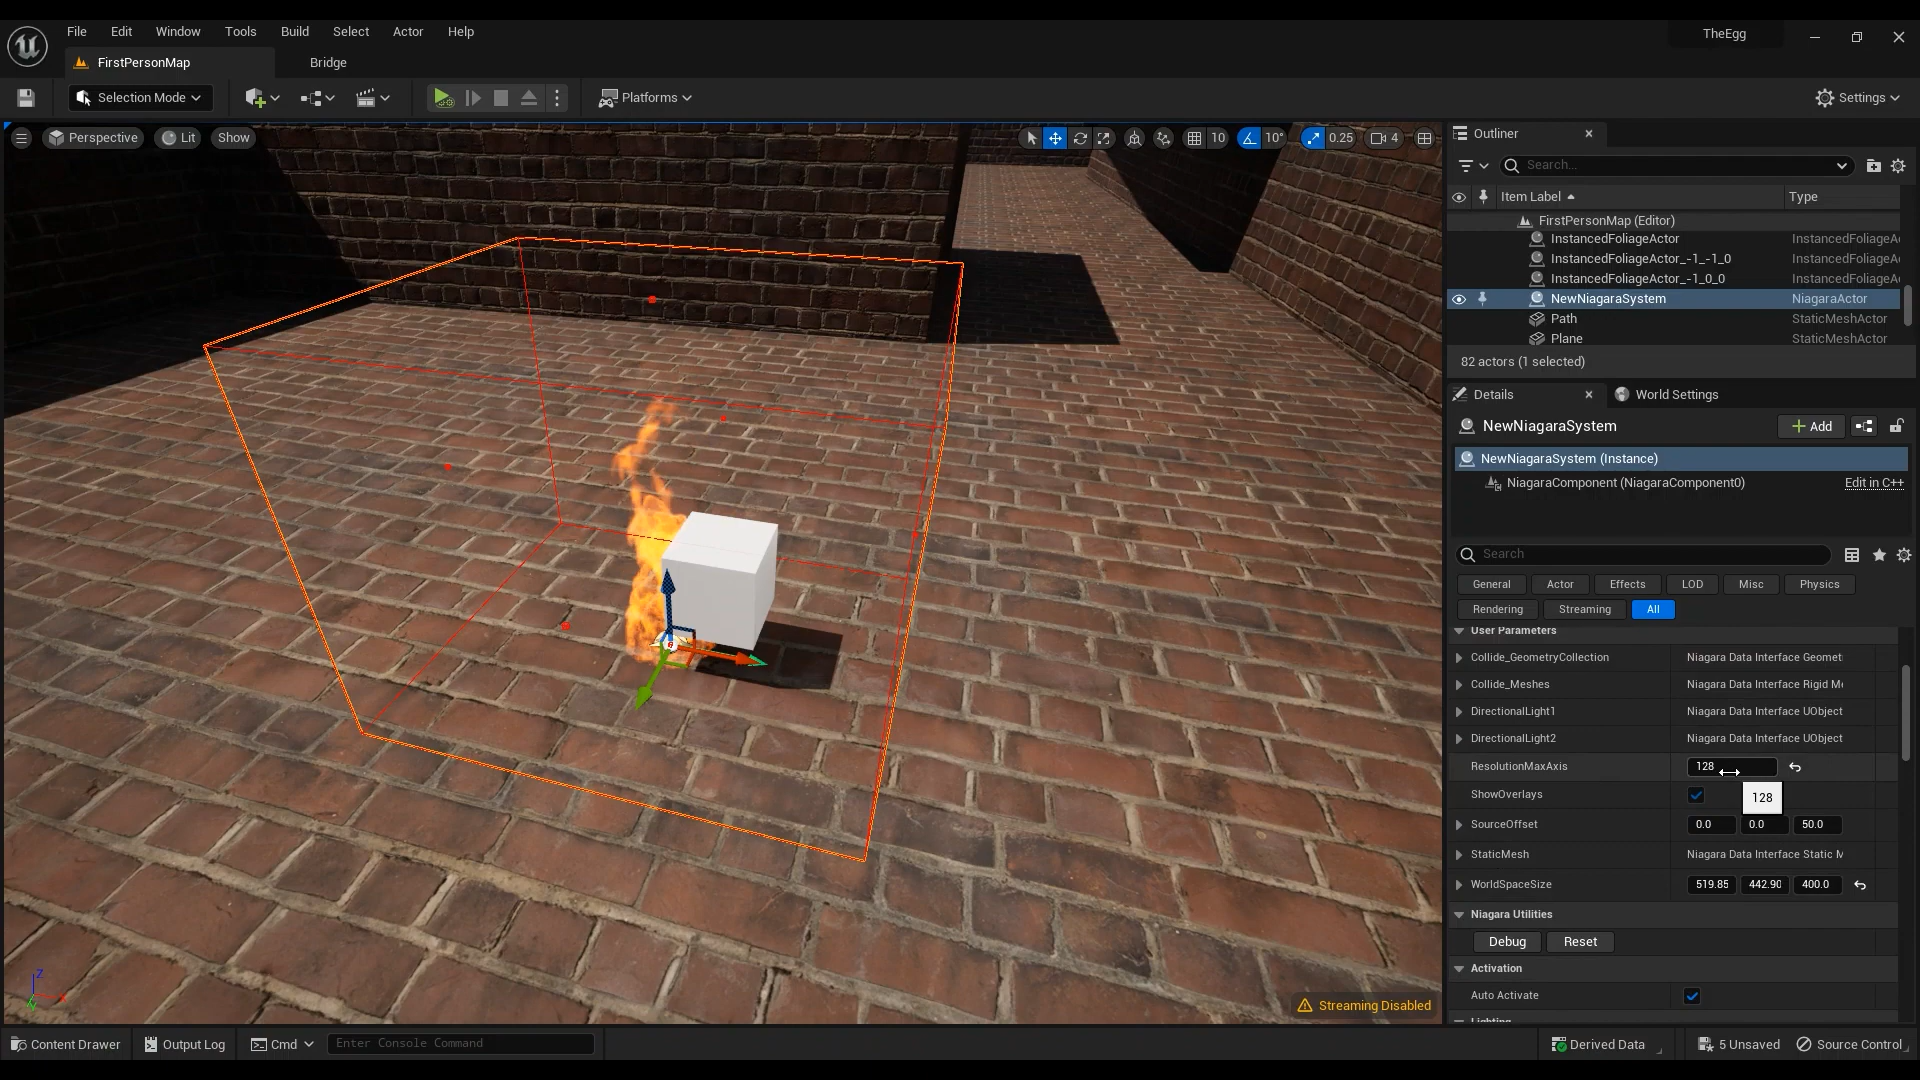 File Edit Window Tools Build Select Actor Help
TheEgg
FirstPersonMap
Bridge
Selection Mode
Platforms
Settings
Perspective
Lit
Show
10
10°
0.25
4
Outliner
Search...
Item Label
Type
FirstPersonMap (Editor)
InstancedFoliageActor InstancedFoliageA
InstancedFoliageActor_-1_-1_0 InstancedFoliageA
InstancedFoliageActor_-1_0_0 InstancedFoliageA
NewNiagaraSystem NiagaraActor
Path StaticMeshActor
Plane StaticMeshActor
82 actors (1 selected)
Details
World Settings
NewNiagaraSystem
Add
NewNiagaraSystem (Instance)
NiagaraComponent (NiagaraComponent0) Edit in C++
Search
General Actor Effects LOD Misc Physics
Rendering Streaming All
User Parameters
Collide_GeometryCollection Niagara Data Interface Geomet
Collide_Meshes Niagara Data Interface Rigid M
DirectionalLight1 Niagara Data Interface UObject
DirectionalLight2 Niagara Data Interface UObject
ResolutionMaxAxis 128
ShowOverlays
128
SourceOffset 0.0 0.0 50.0
StaticMesh Niagara Data Interface Static M
WorldSpaceSize 519.85 442.90 400.0
Niagara Utilities
Debug Reset
Activation
Auto Activate
Lighting
Z
Streaming Disabled
Content Drawer
Output Log
Cmd
Enter Console Command
Derived Data
5 Unsaved
Source Control